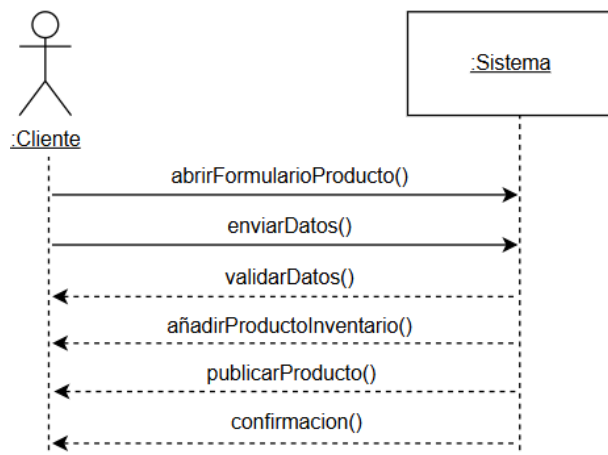 :Sistema
:Cliente
abrirFormularioProducto()
enviarDatos()
validarDatos()
añadirProductoInventario()
publicarProducto()
confirmacion()